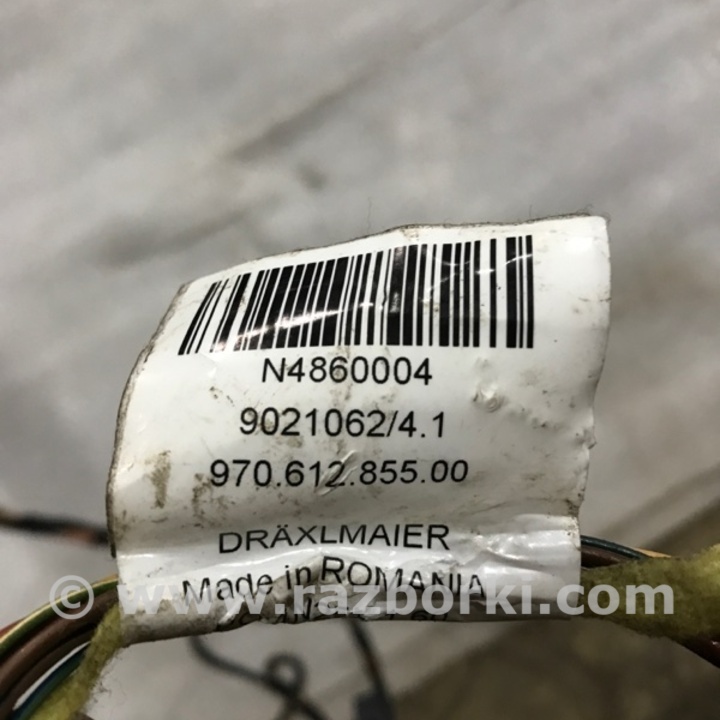 N4860004
9021062/4.1
970.612.855.00
DRÄXLMAIER
Made in ROMANIA
© www.razborki.com